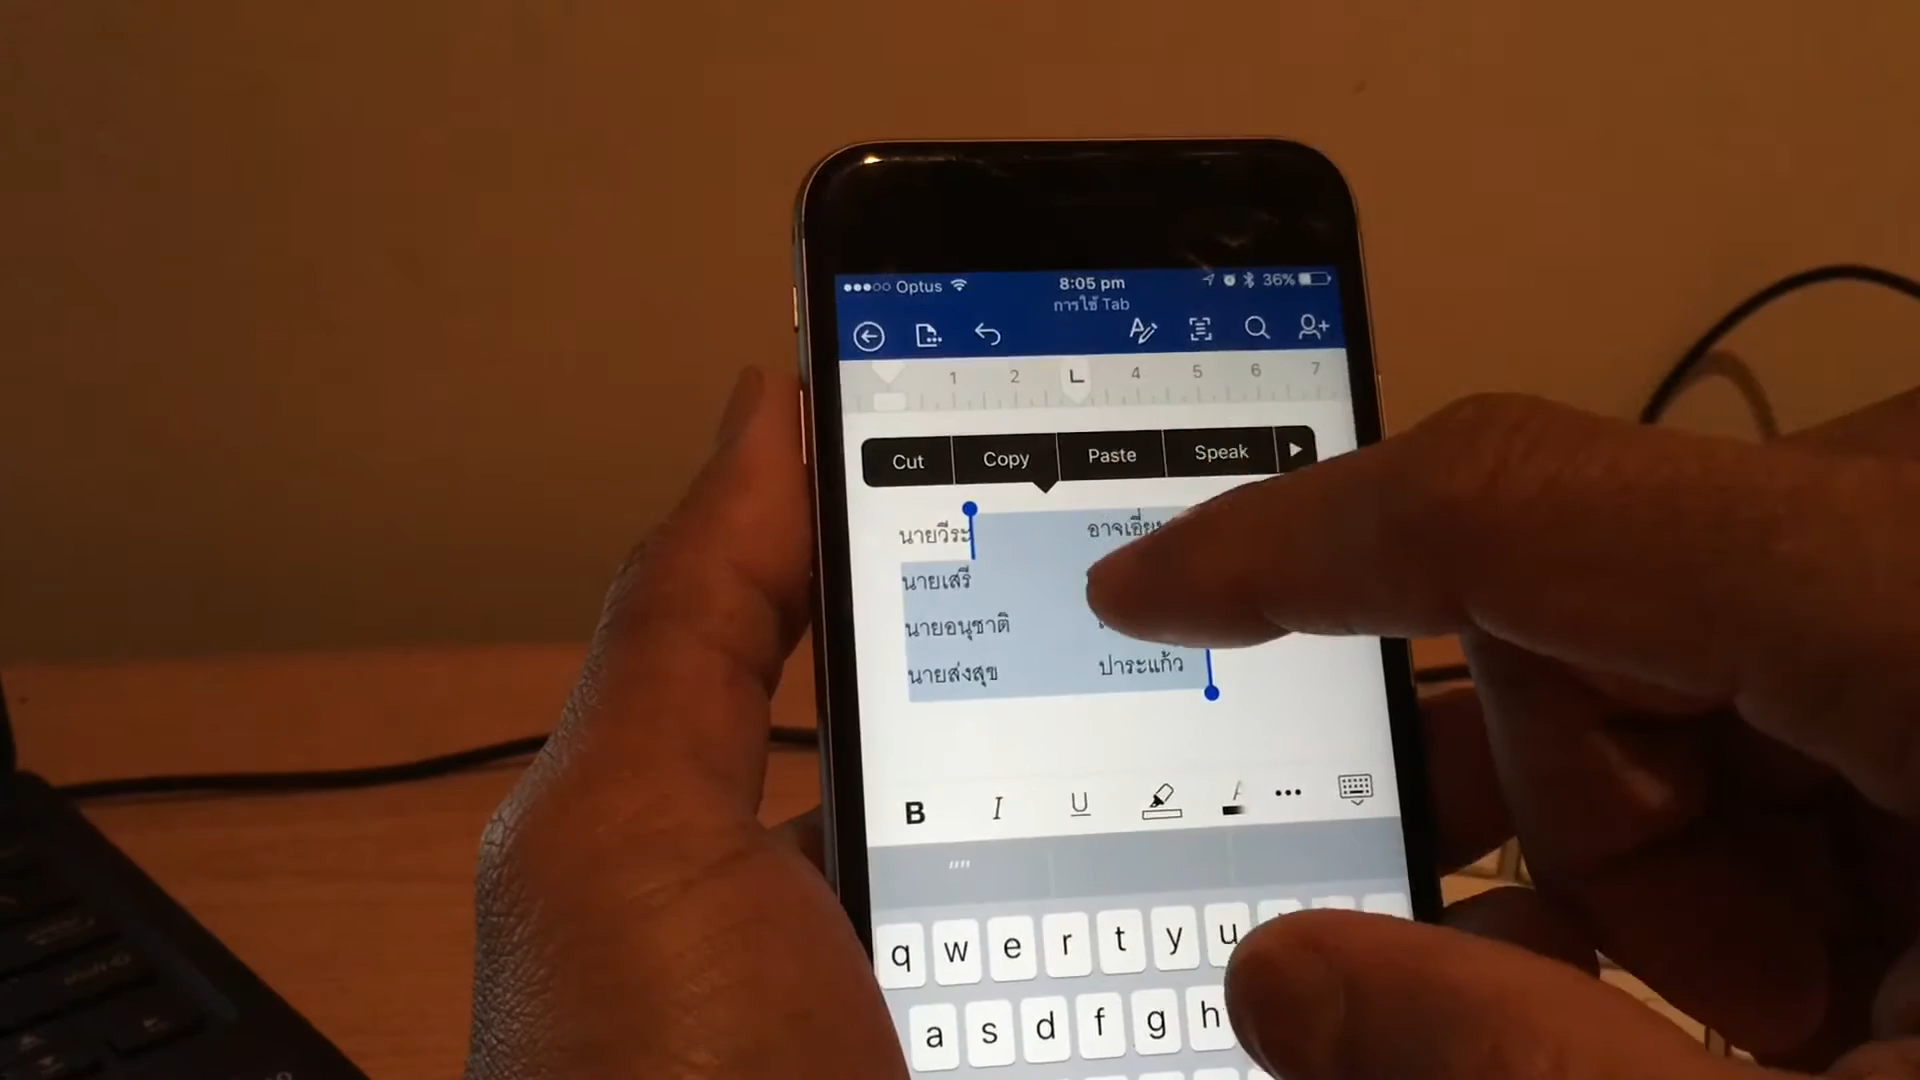 Optus 8:05 pm 36%
การใช้ Tab
1 2 4 5 6 7
Cut Copy Paste Speak
นายวีระ
นายเสรี
นายอนุชาติ
นายส่งสุข ปาระแก้ว
B I U
q w e r t y u
a s d f g h